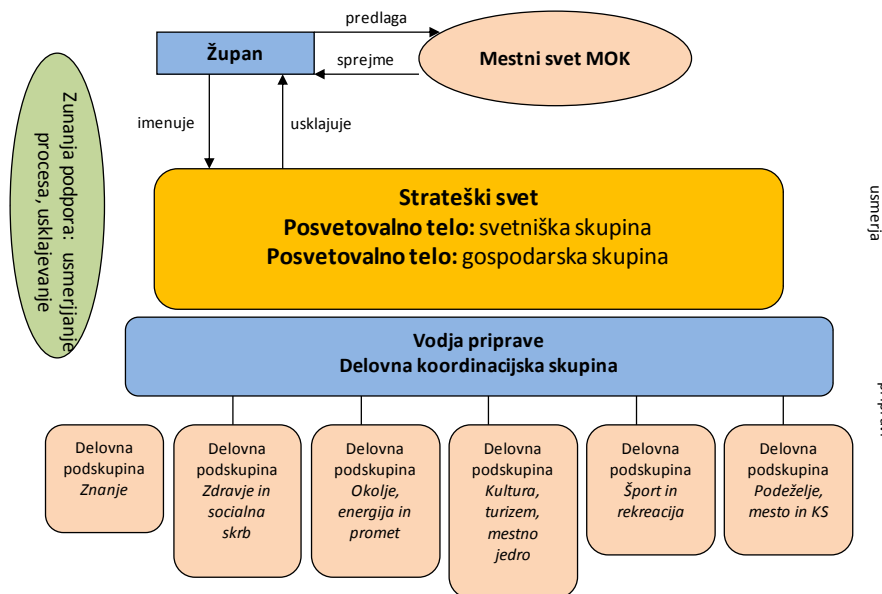 predlaga
Župan
Mestni svet MOK
sprejme
imenuje
usklajuje
Zunanja podpora: usmerjjanje
procesa, usklajevanje
Strateški svet
Posvetovalno telo: svetniška skupina
Posvetovalno telo: gospodarska skupina
usmerja
Vodja priprave
Delovna koordinacijska skupina
Delovna
podskupina
Znanje
Delovna
podskupina
Zdravje in
socialna
skrb
Delovna
podskupina
Okolje,
energija in
promet
Delovna
podskupina
Kultura,
turizem,
mestno
jedro
Delovna
podskupina
Šport in
rekreacija
Delovna
podskupina
Podeželje,
mesto in KS